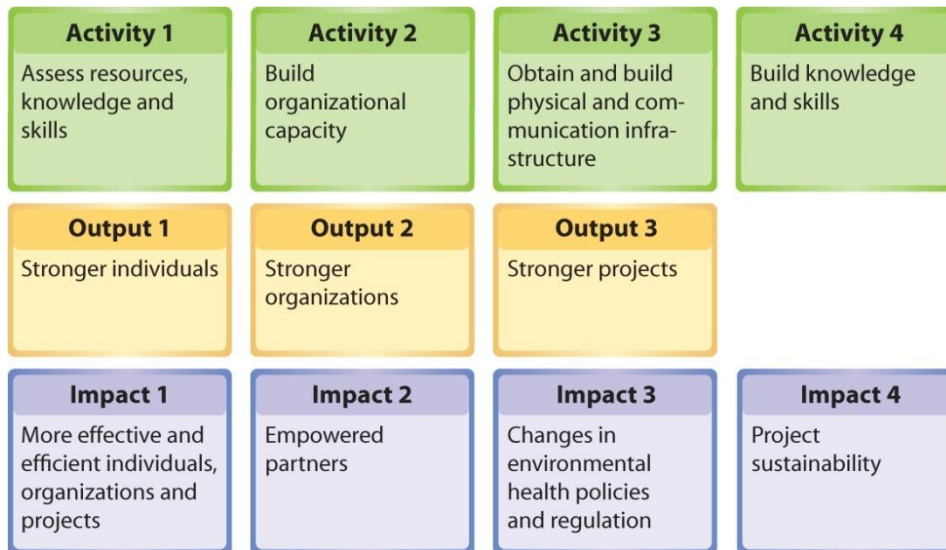 Activity 1
Assess resources,
knowledge and
skills
Activity 2
Build
organizational
capacity
Activity 3
Obtain and build
physical and com-
munication infra-
structure
Activity 4
Build knowledge
and skills
Output 1
Stronger individuals
Output 2
Stronger
organizations
Output 3
Stronger projects
Impact 1
More effective and
efficient individuals,
organizations and
projects
Impact 2
Empowered
partners
Impact 3
Changes in
environmental
health policies
and regulation
Impact 4
Project
sustainability